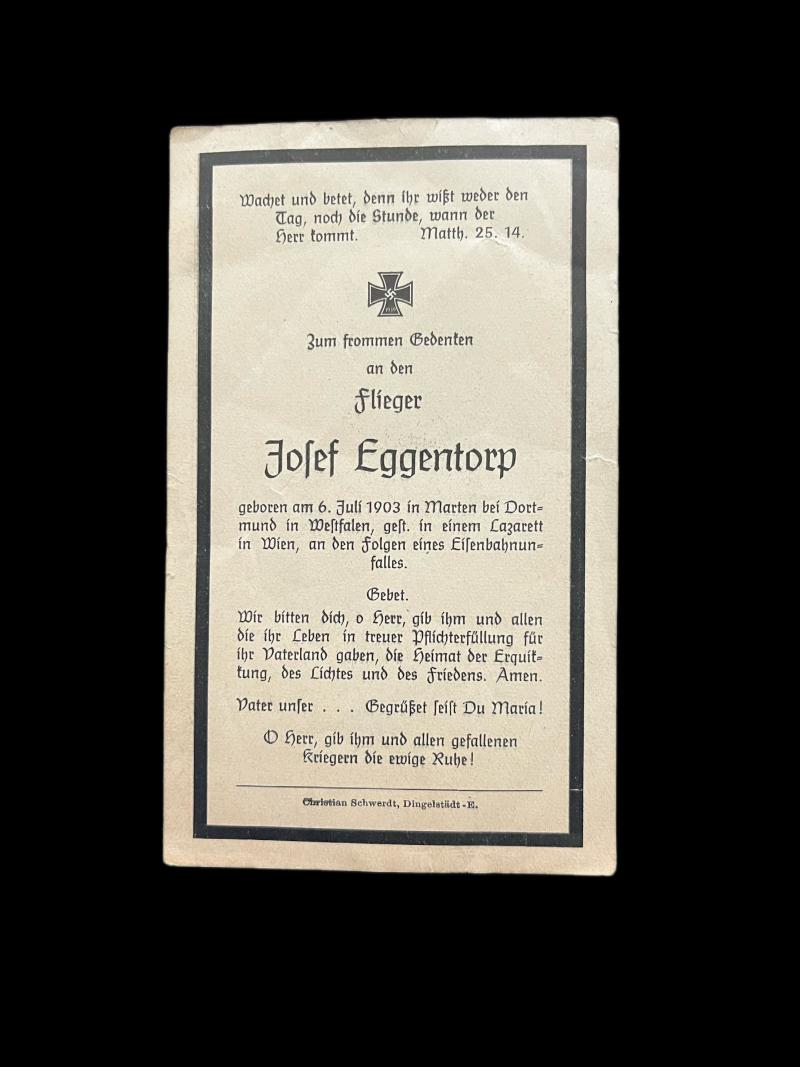 Wachet und betet, denn ihr wißt weder den
Tag, noch die Stunde, wann der
Herr kommt. Matth. 25. 14.
Zum frommen Gedenken
an den
Flieger
Josef Eggentorp
geboren am 6. Juli 1903 in Marten bei Dort=
mund in Westfalen, gest. in einem Lazarett
in Wien, an den Folgen eines Eisenbahnun=
falles.
Gebet.
Wir bitten dich, o Herr, gib ihm und allen
die ihr Leben in treuer Pflichterfüllung für
ihr Vaterland gaben, die Heimat der Erquik=
kung, des Lichtes und des Friedens. Amen.
Vater unser . . . Gegrüßet seist Du Maria!
O Herr, gib ihm und allen gefallenen
Kriegern die ewige Ruhe!
Christian Schwerdt, Dingelstädt-E.